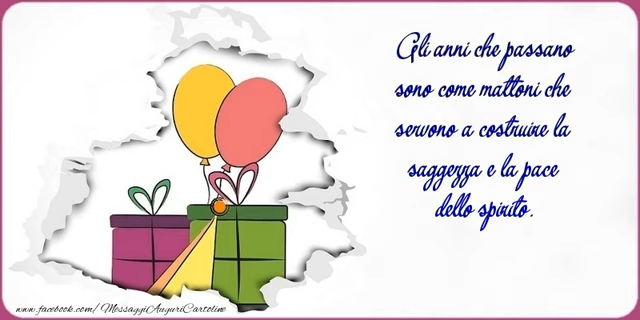 Gli anni che passano
sono come mattoni che
servono a costruire la
saggezza e la pace
dello spirito.
www.facebook.com/MessaggiAuguriCartoline